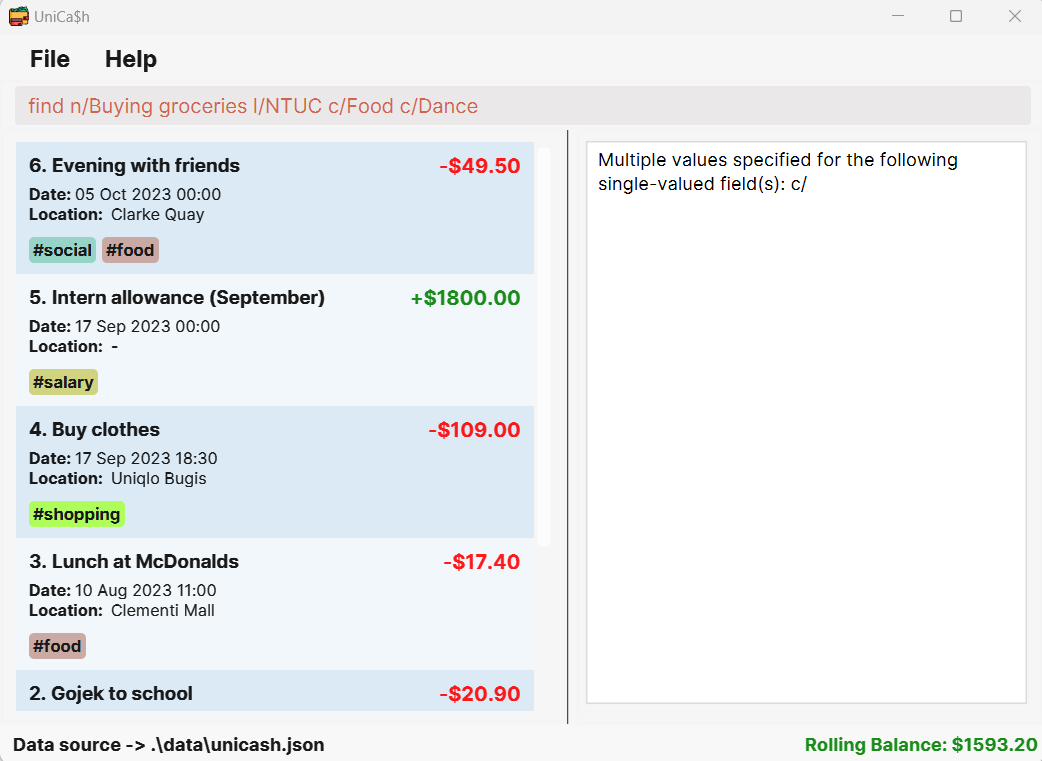 UniCa$h
File Help
find n/Buying groceries l/NTUC c/Food c/Dance
6. Evening with friends -$49.50
Date: 05 Oct 2023 00:00
Location: Clarke Quay
#social #food
5. Intern allowance (September) +$1800.00
Date: 17 Sep 2023 00:00
Location: -
#salary
4. Buy clothes -$109.00
Date: 17 Sep 2023 18:30
Location: Uniqlo Bugis
#shopping
3. Lunch at McDonalds -$17.40
Date: 10 Aug 2023 11:00
Location: Clementi Mall
#food
2. Gojek to school -$20.90
Multiple values specified for the following
single-valued field(s): c/
Data source -> .\data\unicash.json
Rolling Balance: $1593.20